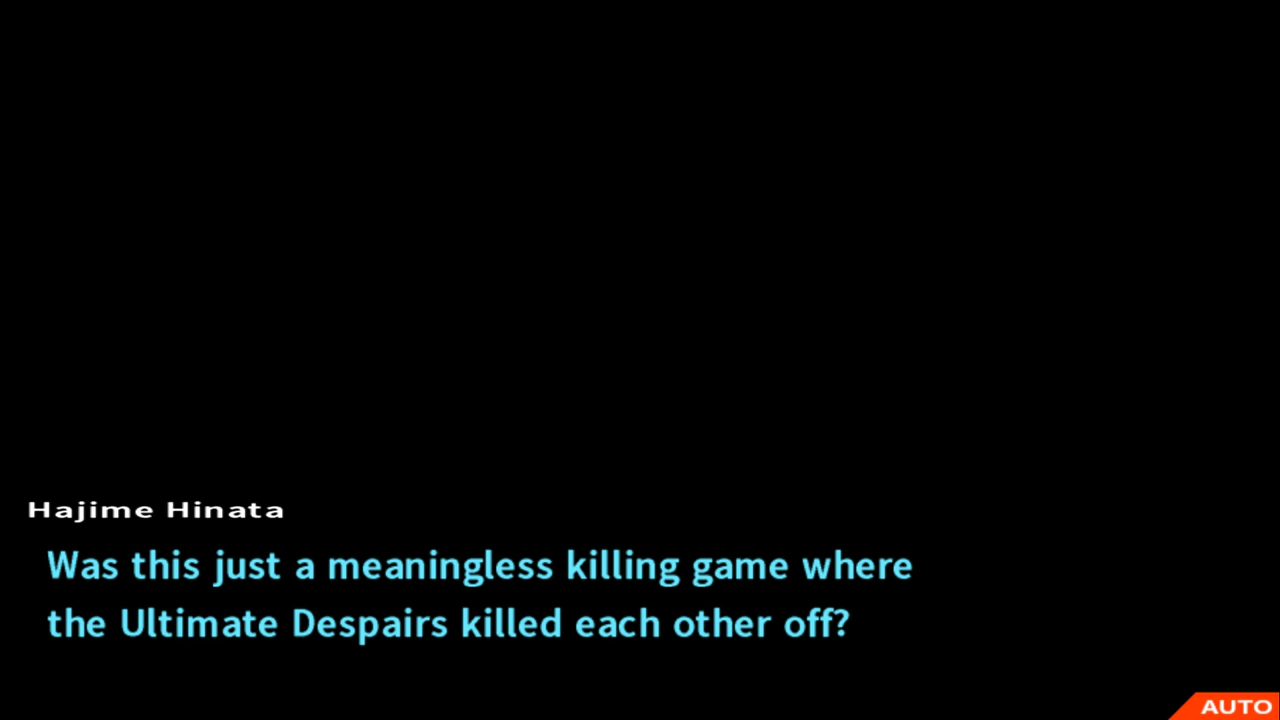 Hajime Hinata
Was this just a meaningless killing game where
the Ultimate Despairs killed each other off?
AUTO